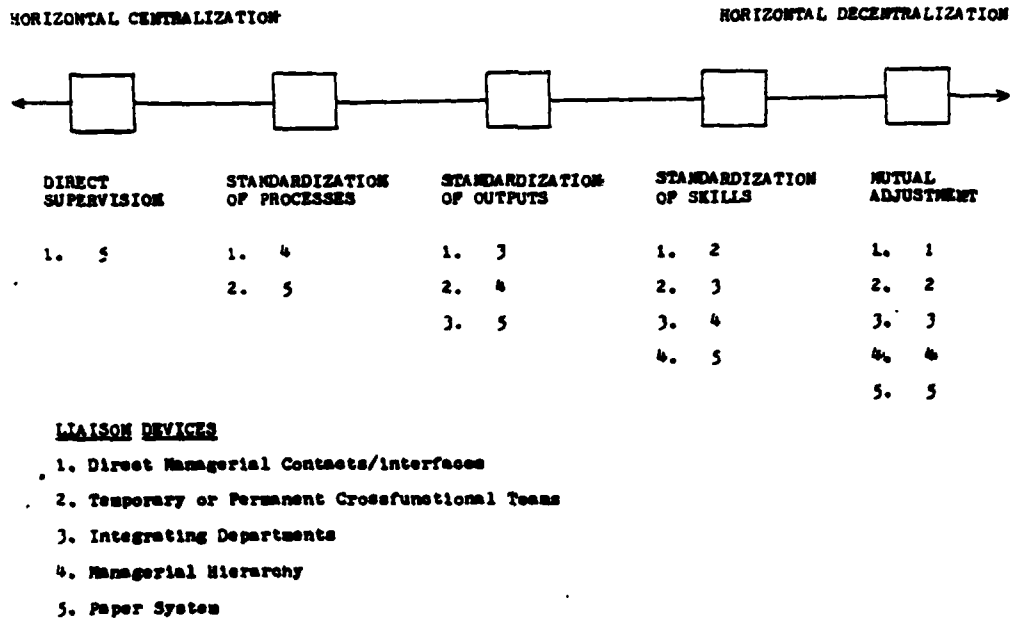 HORIZONTAL CENTRALIZATION
HORIZONTAL DECENTRALIZATION
DIRECT SUPERVISION
STANDARDIZATION OF PROCESSES
STANDARDIZATION OF OUTPUTS
STANDARDIZATION OF SKILLS
MUTUAL ADJUSTMENT
1. 5
1. 4
1. 3
1. 2
1. 1
2. 5
2. 4
2. 3
2. 2
3. 5
3. 4
3. 3
4. 5
4. 4
5. 5
LIAISON DEVICES
1. Direct Managerial Contacts/interfaces
2. Temporary or Permanent Crossfunctional Teams
3. Integrating Departments
4. Managerial Hierarchy
5. Paper System